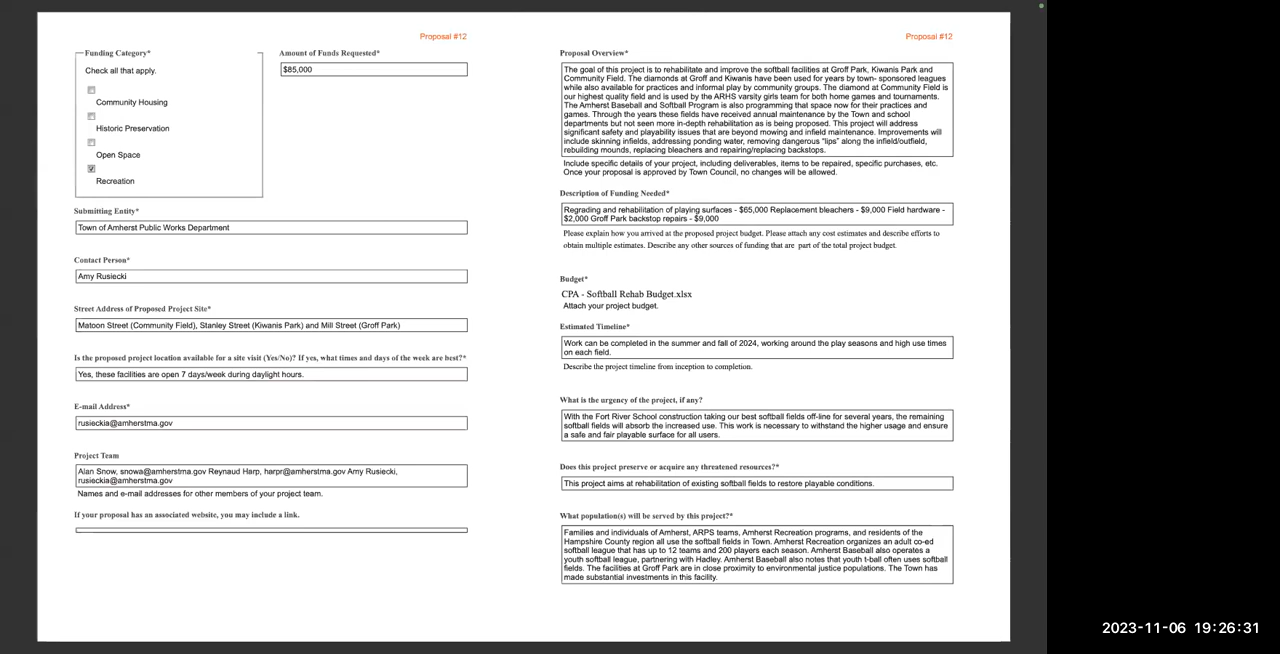 Proposal #12
Funding Category*
Check all that apply.
Community Housing
Historic Preservation
Open Space
Recreation
Amount of Funds Requested*
$85,000
Submitting Entity*
Town of Amherst Public Works Department
Contact Person*
Amy Rusiecki
Street Address of Proposed Project Site*
Matoon Street (Community Field), Stanley Street (Kiwanis Park) and Mill Street (Groff Park)
Is the proposed project location available for a site visit (Yes/No)? If yes, what times and days of the week are best?*
Yes, these facilities are open 7 days/week during daylight hours.
E-mail Address*
rusieckia@amherstma.gov
Project Team
Alan Snow, snowa@amherstma.gov Reynaud Harp, harpr@amherstma.gov Amy Rusiecki,
rusieckia@amherstma.gov
Names and e-mail addresses for other members of your project team.
If your proposal has an associated website, you may include a link.
Proposal #12
Proposal Overview*
The goal of this project is to rehabilitate and improve the softball facilities at Groff Park, Kiwanis Park and
Community Field. The diamonds at Groff and Kiwanis have been used for years by town- sponsored leagues
while also available for practices and informal play by community groups. The diamond at Community Field is
our highest quality field and is used by the ARHS varsity girls team for both home games and tournaments.
The Amherst Baseball and Softball Program is also programming that space now for their practices and
games. Through the years these fields have received annual maintenance by the Town and school
departments but not seen more in-depth rehabilitation as is being proposed. This project will address
significant safety and playability issues that are beyond mowing and infield maintenance. Improvements will
include skinning infields, addressing ponding water, removing dangerous "lips" along the infield/outfield,
rebuilding mounds, replacing bleachers and repairing/replacing backstops.
Include specific details of your project, including deliverables, items to be repaired, specific purchases, etc.
Once your proposal is approved by Town Council, no changes will be allowed.
Description of Funding Needed*
Regrading and rehabilitation of playing surfaces - $65,000 Replacement bleachers - $9,000 Field hardware -
$2,000 Groff Park backstop repairs - $9,000
Please explain how you arrived at the proposed project budget. Please attach any cost estimates and describe efforts to
obtain multiple estimates. Describe any other sources of funding that are part of the total project budget.
Budget*
CPA - Softball Rehab Budget.xlsx
Attach your project budget.
Estimated Timeline*
Work can be completed in the summer and fall of 2024, working around the play seasons and high use times
on each field.
Describe the project timeline from inception to completion.
What is the urgency of the project, if any?
With the Fort River School construction taking our best softball fields off-line for several years, the remaining
softball fields will absorb the increased use. This work is necessary to withstand the higher usage and ensure
a safe and fair playable surface for all users.
Does this project preserve or acquire any threatened resources?*
This project aims at rehabilitation of existing softball fields to restore playable conditions.
What population(s) will be served by this project?*
Families and individuals of Amherst, ARPS teams, Amherst Recreation programs, and residents of the
Hampshire County region all use the softball fields in Town. Amherst Recreation organizes an adult co-ed
softball league that has up to 12 teams and 200 players each season. Amherst Baseball also operates a
youth softball league, partnering with Hadley. Amherst Baseball also notes that youth t-ball often uses softball
fields. The facilities at Groff Park are in close proximity to environmental justice populations. The Town has
made substantial investments in this facility.
2023-11-06 19:26:31